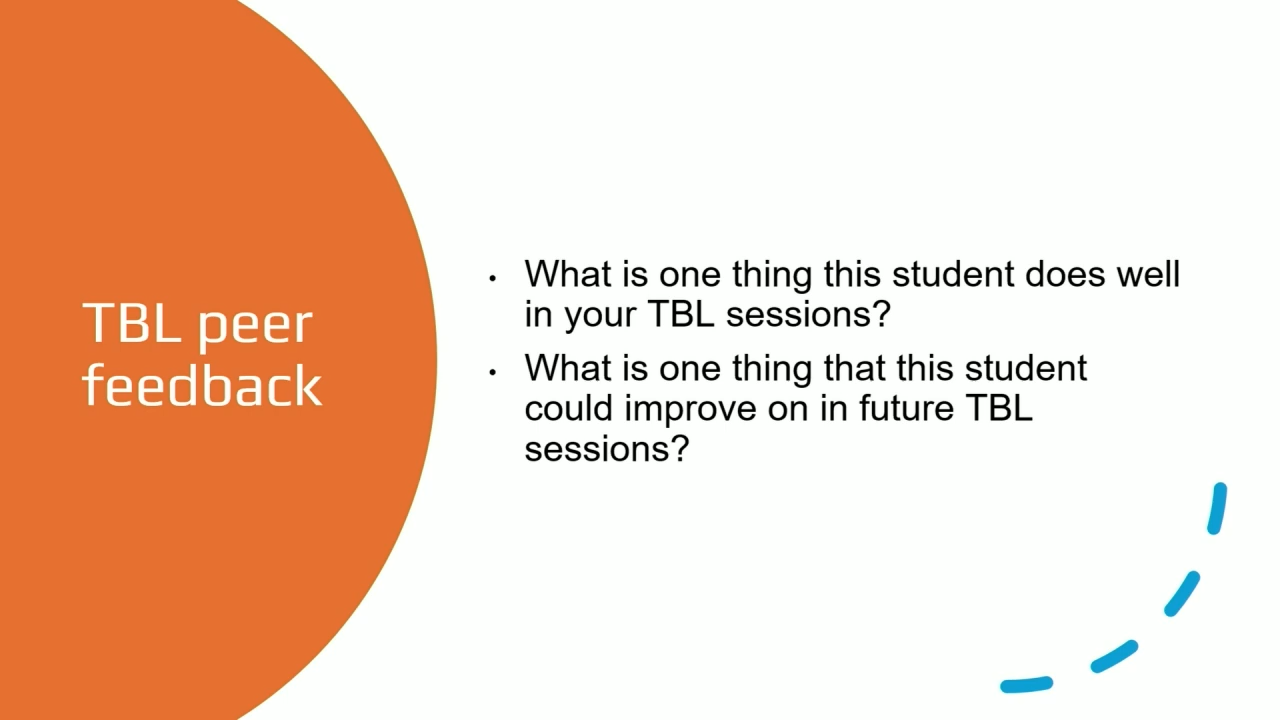 TBL peer
feedback
• What is one thing this student does well
in your TBL sessions?
• What is one thing that this student
could improve on in future TBL
sessions?